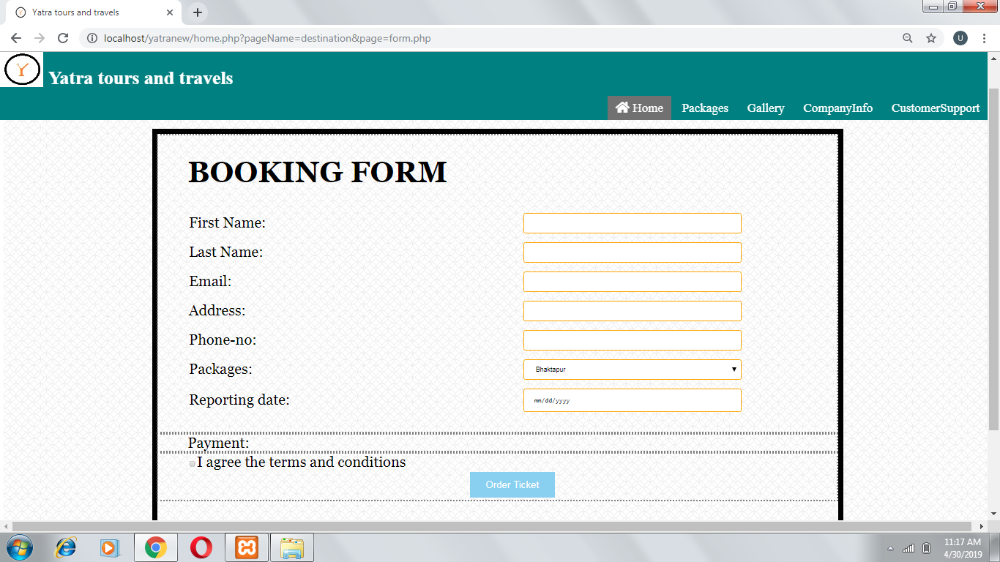 Yatra tours and travels
localhost/yatranew/home.php?pageName=destination&page=form.php
U
Y
Yatra tours and travels
Home Packages Gallery CompanyInfo CustomerSupport
BOOKING FORM
First Name:
Last Name:
Email:
Address:
Phone-no:
Packages: Bhaktapur
Reporting date: mm/dd/yyyy
Payment:
I agree the terms and conditions
Order Ticket
11:17 AM
4/30/2019